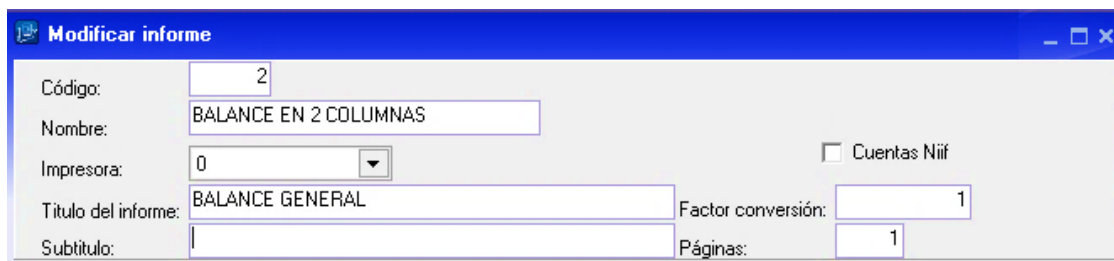 Modificar informe
Código: 2
Nombre: BALANCE EN 2 COLUMNAS
Impresora: 0 Cuentas Niif
Titulo del informe: BALANCE GENERAL Factor conversión: 1
Subtitulo: Páginas: 1